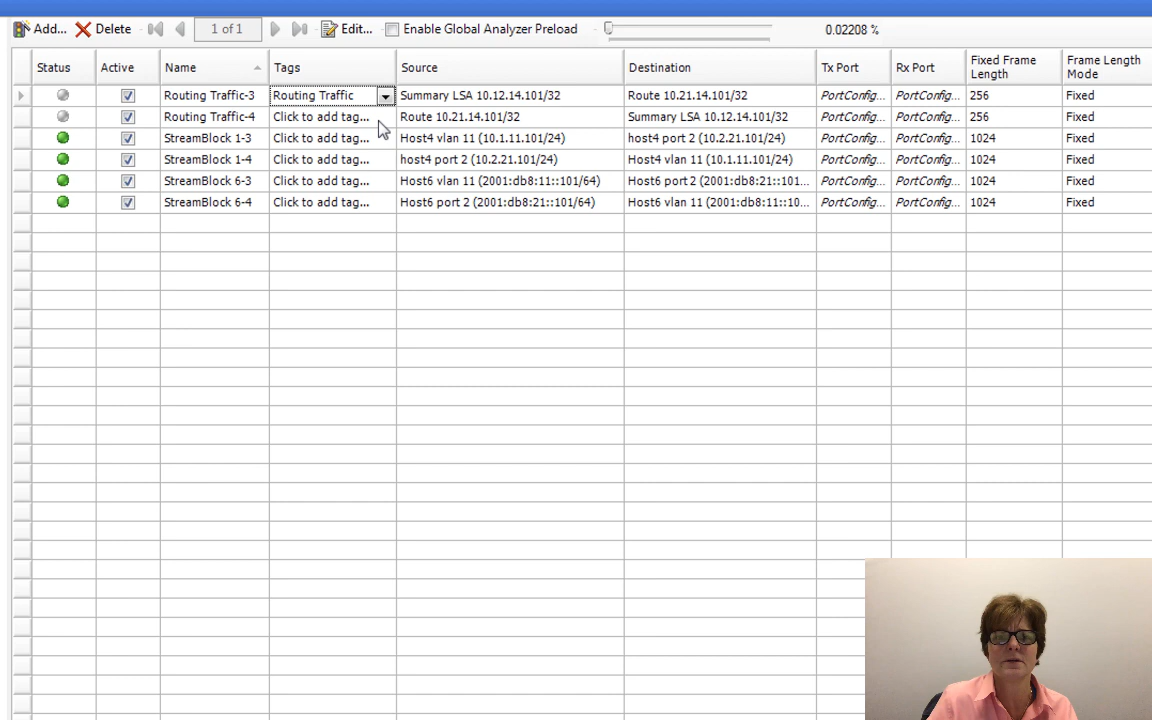 Add... Delete 1 of 1 Edit... Enable Global Analyzer Preload 0.02208 %
Status Active Name Tags Source Destination Tx Port Rx Port Fixed Frame Length Frame Length Mode
Routing Traffic-3 Routing Traffic Summary LSA 10.12.14.101/32 Route 10.21.14.101/32 PortConfig... PortConfig... 256 Fixed
Routing Traffic-4 Click to add tag... Route 10.21.14.101/32 Summary LSA 10.12.14.101/32 PortConfig... PortConfig... 256 Fixed
StreamBlock 1-3 Click to add tag... Host4 vlan 11 (10.1.11.101/24) host4 port 2 (10.2.21.101/24) PortConfig... PortConfig... 1024 Fixed
StreamBlock 1-4 Click to add tag... host4 port 2 (10.2.21.101/24) Host4 vlan 11 (10.1.11.101/24) PortConfig... PortConfig... 1024 Fixed
StreamBlock 6-3 Click to add tag... Host6 vlan 11 (2001:db8:11::101/64) Host6 port 2 (2001:db8:21::101... PortConfig... PortConfig... 1024 Fixed
StreamBlock 6-4 Click to add tag... Host6 port 2 (2001:db8:21::101/64) Host6 vlan 11 (2001:db8:11::10... PortConfig... PortConfig... 1024 Fixed